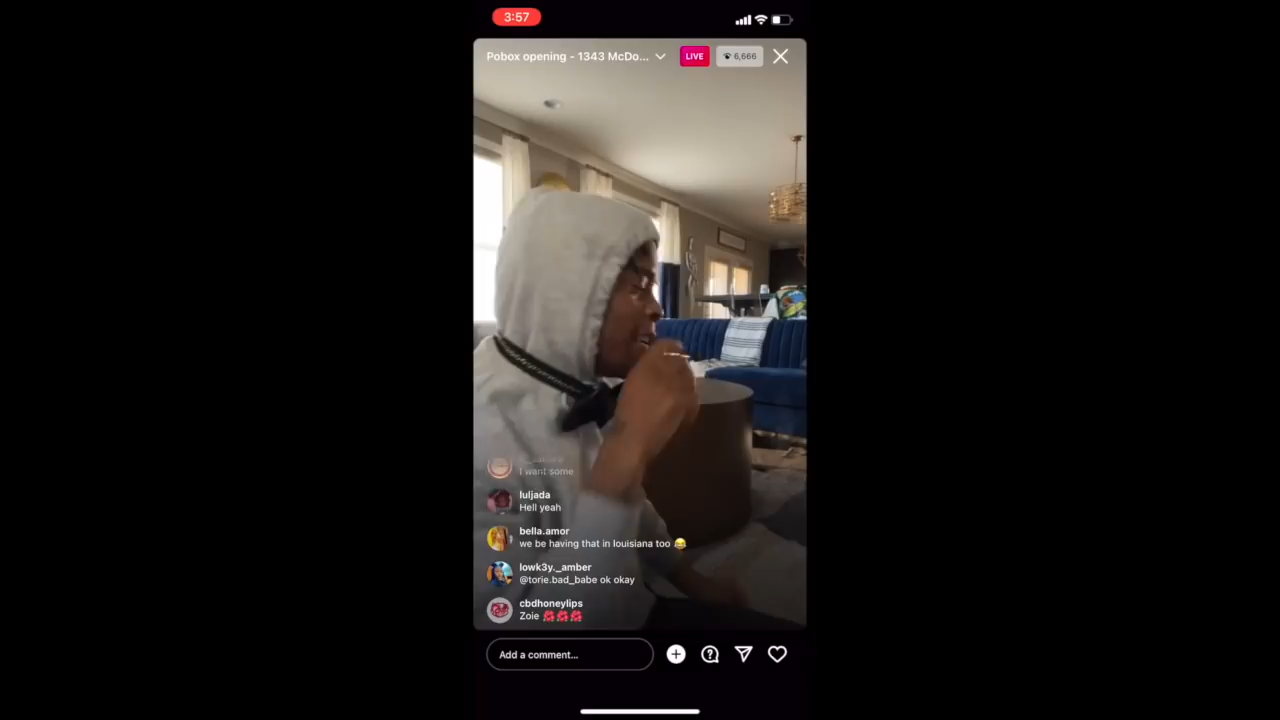 3:57
Pobox opening - 1343 McDo...
LIVE
6,666
I want some
luljada
Hell yeah
bella.amor
we be having that in louisiana too 😂
lowk3y._amber
@torie.bad_babe ok okay
cbdhoneylips
Zoie 🌺🌺🌺
Add a comment...